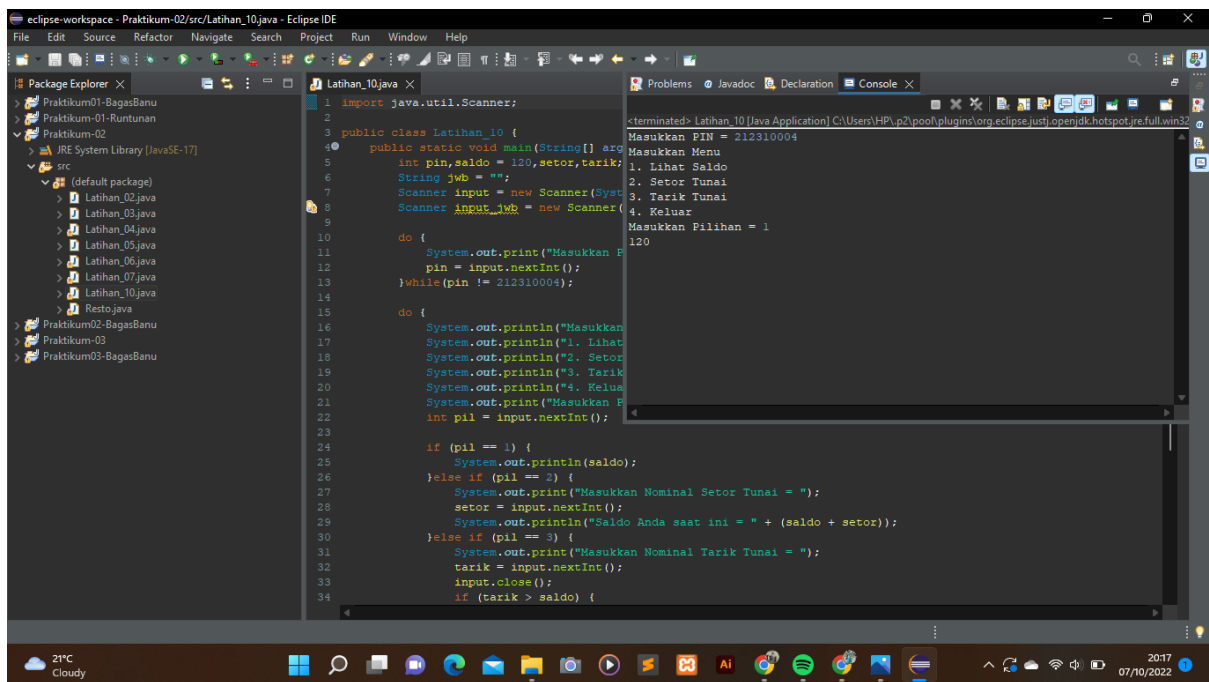 eclipse-workspace - Praktikum-02/src/Latihan_10.java - Eclipse IDE
File Edit Source Refactor Navigate Search Project Run Window Help
Package Explorer
Praktikum01-BagasBanu
Praktikum-01-Runtunan
Praktikum-02
JRE System Library [JavaSE-17]
src
(default package)
Latihan_02.java
Latihan_03.java
Latihan_04.java
Latihan_05.java
Latihan_06.java
Latihan_07.java
Latihan_10.java
Resto.java
Praktikum02-BagasBanu
Praktikum-03
Praktikum03-BagasBanu
Latihan_10.java
1 import java.util.Scanner;
2
3 public class Latihan_10 {
4 public static void main(String[] arg
5 int pin,saldo = 120,setor,tarik;
6 String jwb = "";
7 Scanner input = new Scanner(Syst
8 Scanner input_jwb = new Scanner(
9
10 do {
11 System.out.print("Masukkan P
12 pin = input.nextInt();
13 }while(pin != 212310004);
14
15 do {
16 System.out.println("Masukkan
17 System.out.println("1. Lihat
18 System.out.println("2. Setor
19 System.out.println("3. Tarik
20 System.out.println("4. Kelua
21 System.out.print("Masukkan P
22 int pil = input.nextInt();
23
24 if (pil == 1) {
25 System.out.println(saldo);
26 }else if (pil == 2) {
27 System.out.print("Masukkan Nominal Setor Tunai = ");
28 setor = input.nextInt();
29 System.out.println("Saldo Anda saat ini = " + (saldo + setor));
30 }else if (pil == 3) {
31 System.out.print("Masukkan Nominal Tarik Tunai = ");
32 tarik = input.nextInt();
33 input.close();
34 if (tarik > saldo) {
Problems Javadoc Declaration Console
<terminated> Latihan_10 [Java Application] C:\Users\HP\.p2\pool\plugins\org.eclipse.justj.openjdk.hotspot.jre.full.win32
Masukkan PIN = 212310004
Masukkan Menu
1. Lihat Saldo
2. Setor Tunai
3. Tarik Tunai
4. Keluar
Masukkan Pilihan = 1
120
21°C
Cloudy
Ai
20:17
07/10/2022
1